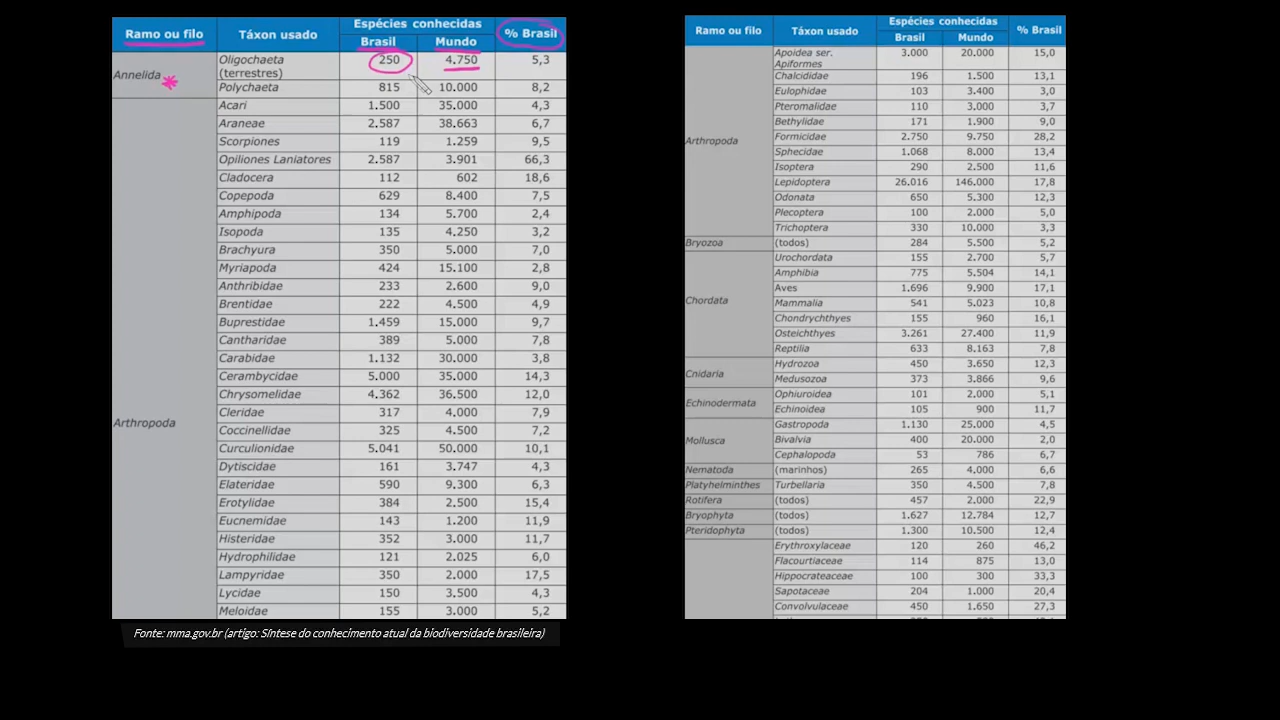 Ramo ou filo Táxon usado Espécies conhecidas % Brasil
Brasil Mundo
Annelida Oligochaeta (terrestres) 250 4.750 5,3
Polychaeta 815 10.000 8,2
Arthropoda Acari 1.500 35.000 4,3
Araneae 2.587 38.663 6,7
Scorpiones 119 1.259 9,5
Opiliones Laniatores 2.587 3.901 66,3
Cladocera 112 602 18,6
Copepoda 629 8.400 7,5
Amphipoda 134 5.700 2,4
Isopoda 135 4.250 3,2
Brachyura 350 5.000 7,0
Myriapoda 424 15.100 2,8
Anthribidae 233 2.600 9,0
Brentidae 222 4.500 4,9
Buprestidae 1.459 15.000 9,7
Cantharidae 389 5.000 7,8
Carabidae 1.132 30.000 3,8
Cerambycidae 5.000 35.000 14,3
Chrysomelidae 4.362 36.500 12,0
Cleridae 317 4.000 7,9
Coccinellidae 325 4.500 7,2
Curculionidae 5.041 50.000 10,1
Dytiscidae 161 3.747 4,3
Elateridae 590 9.300 6,3
Erotylidae 384 2.500 15,4
Eucnemidae 143 1.200 11,9
Histeridae 352 3.000 11,7
Hydrophilidae 121 2.025 6,0
Lampyridae 350 2.000 17,5
Lycidae 150 3.500 4,3
Meloidae 155 3.000 5,2
Fonte: mma.gov.br (artigo: Síntese do conhecimento atual da biodiversidade brasileira)
Ramo ou filo Táxon usado Espécies conhecidas % Brasil
Brasil Mundo
Arthropoda Apoidea ser. Apiformes 3.000 20.000 15,0
Chalcididae 196 1.500 13,1
Eulophidae 103 3.400 3,0
Pteromalidae 110 3.000 3,7
Bethylidae 171 1.900 9,0
Formicidae 2.750 9.750 28,2
Sphecidae 1.068 8.000 13,4
Isoptera 290 2.500 11,6
Lepidoptera 26.016 146.000 17,8
Odonata 650 5.300 12,3
Plecoptera 100 2.000 5,0
Trichoptera 330 10.000 3,3
Bryozoa (todos) 284 5.500 5,2
Chordata Urochordata 155 2.700 5,7
Amphibia 775 5.504 14,1
Aves 1.696 9.900 17,1
Mammalia 541 5.023 10,8
Chondrychthyes 155 960 16,1
Osteichthyes 3.261 27.400 11,9
Reptilia 633 8.163 7,8
Cnidaria Hydrozoa 450 3.650 12,3
Medusozoa 373 3.866 9,6
Echinodermata Ophiuroidea 101 2.000 5,1
Echinoidea 105 900 11,7
Mollusca Gastropoda 1.130 25.000 4,5
Bivalvia 400 20.000 2,0
Cephalopoda 53 786 6,7
Nematoda (marinhos) 265 4.000 6,6
Platyhelminthes Turbellaria 350 4.500 7,8
Rotifera (todos) 457 2.000 22,9
Bryophyta (todos) 1.627 12.784 12,7
Pteridophyta (todos) 1.300 10.500 12,4
Erythroxylaceae 120 260 46,2
Flacourtiaceae 114 875 13,0
Hippocrateaceae 100 300 33,3
Sapotaceae 204 1.000 20,4
Convolvulaceae 450 1.650 27,3